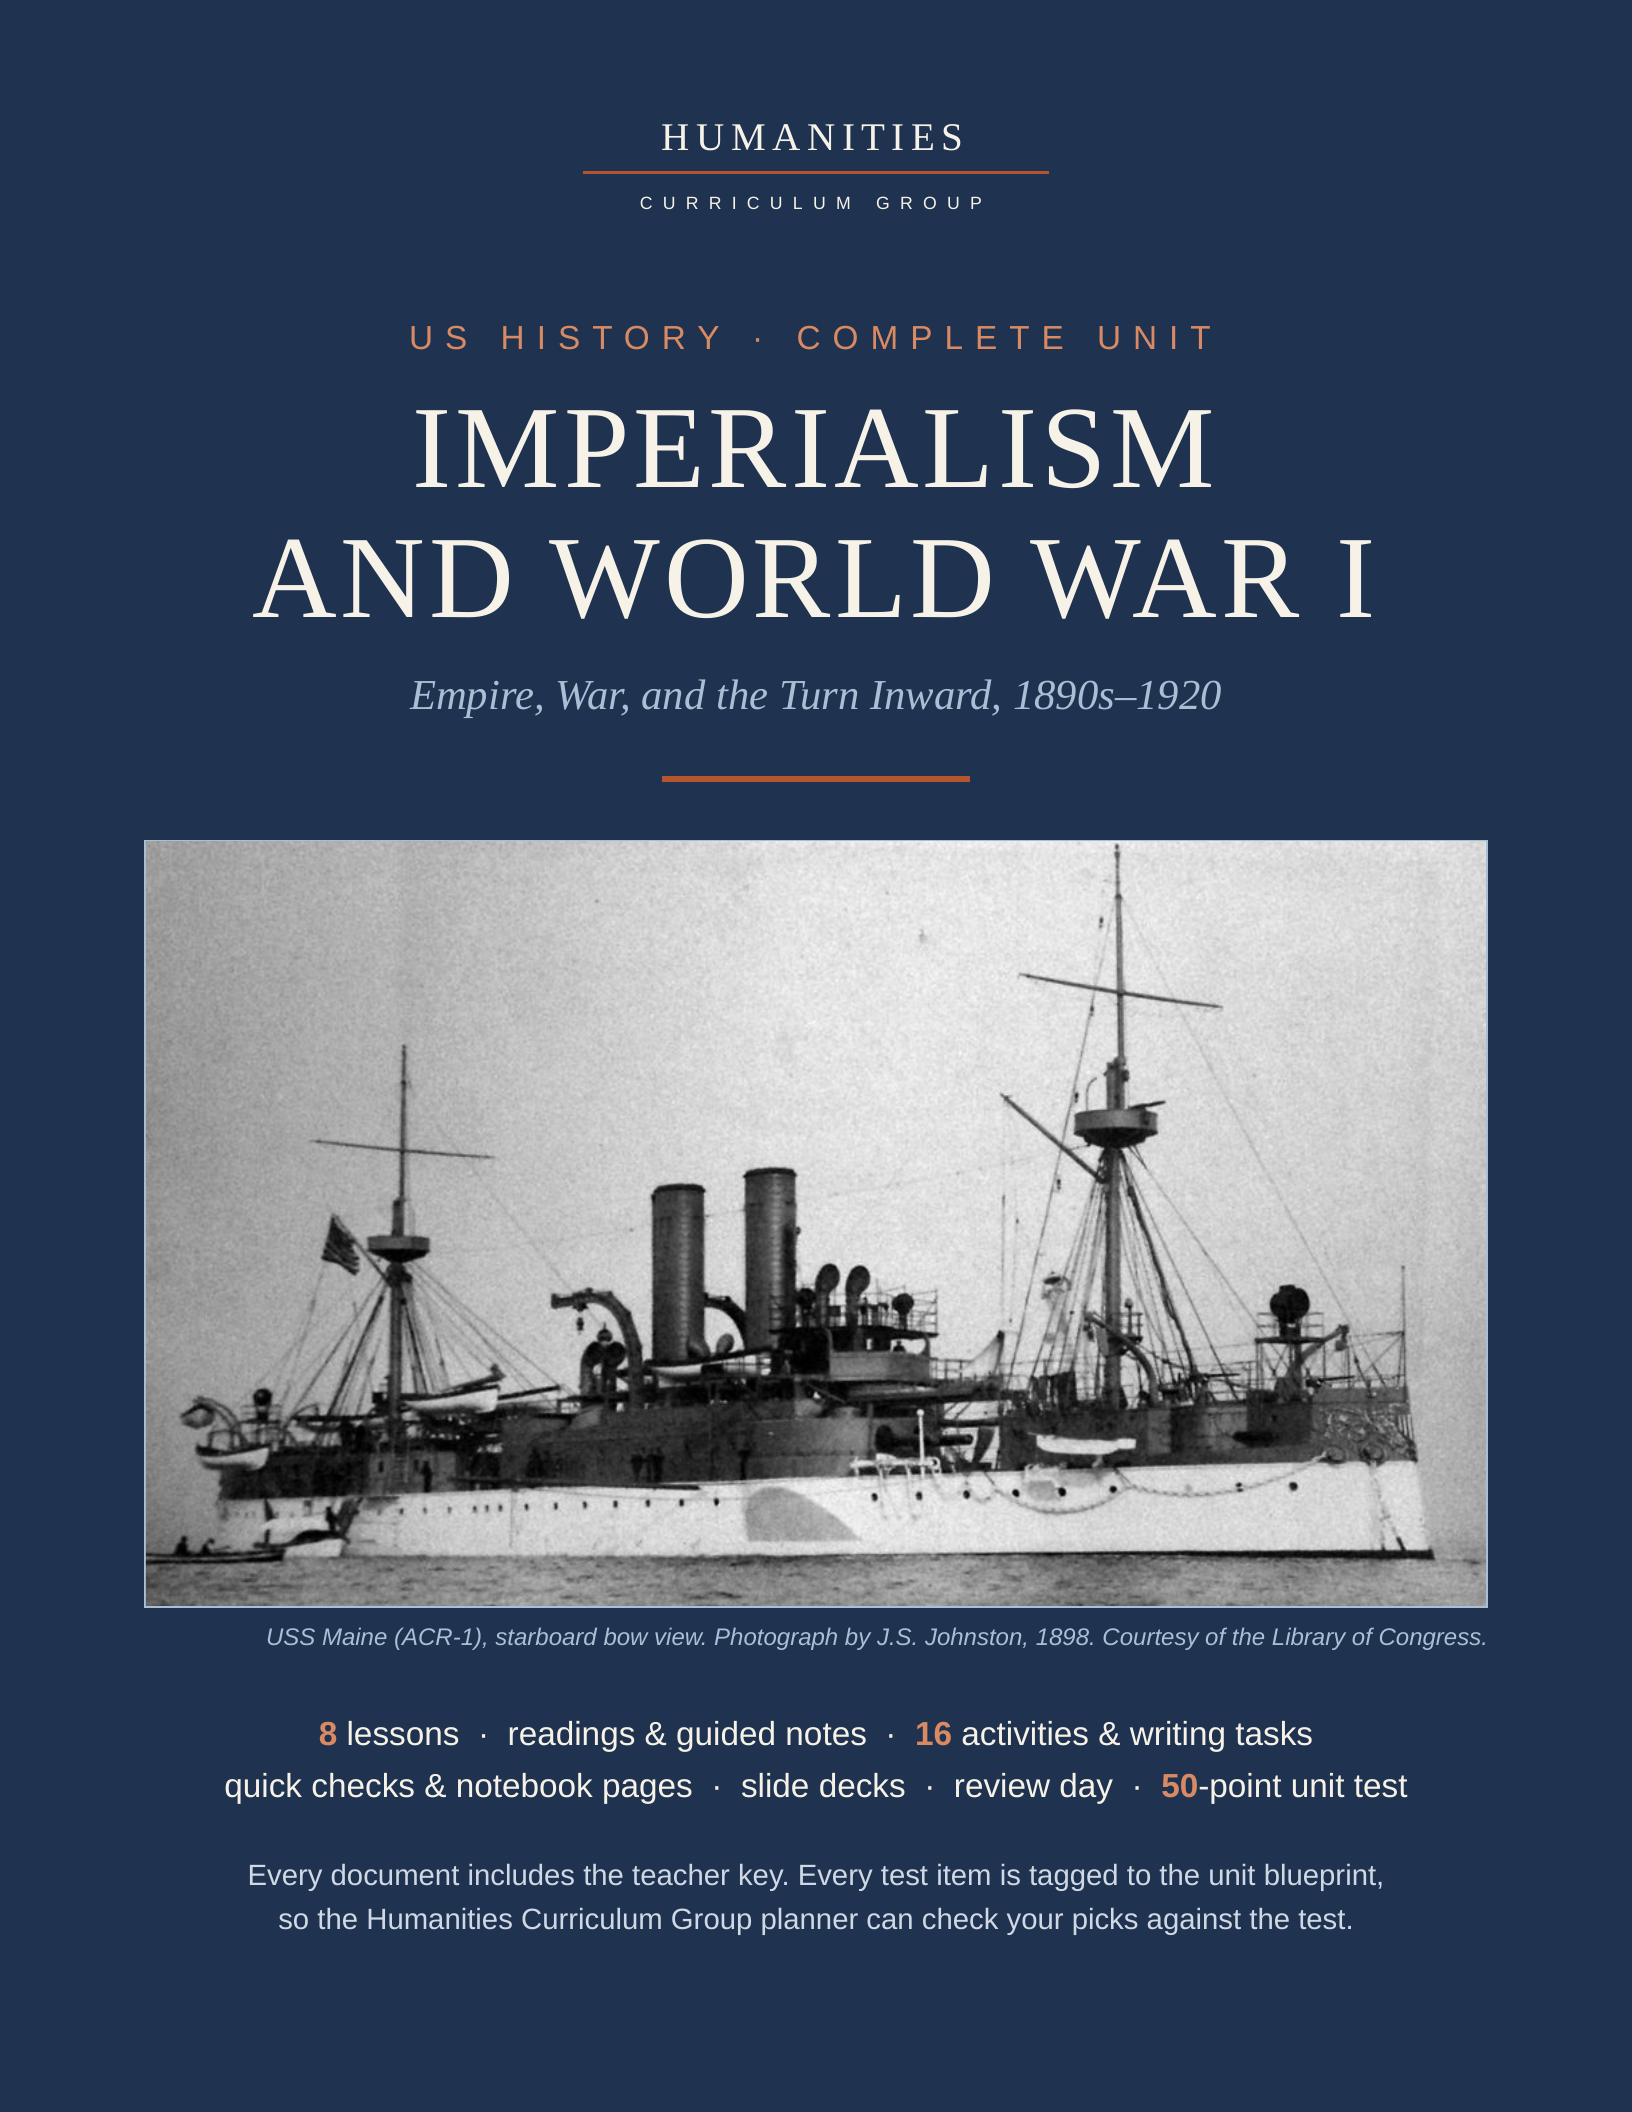 HUMANITIES
CURRICULUM GROUP
US HISTORY · COMPLETE UNIT
IMPERIALISM
AND WORLD WAR I
Empire, War, and the Turn Inward, 1890s–1920
USS Maine (ACR-1), starboard bow view. Photograph by J.S. Johnston, 1898. Courtesy of the Library of Congress.
8 lessons · readings & guided notes · 16 activities & writing tasks
quick checks & notebook pages · slide decks · review day · 50-point unit test
Every document includes the teacher key. Every test item is tagged to the unit blueprint,
so the Humanities Curriculum Group planner can check your picks against the test.